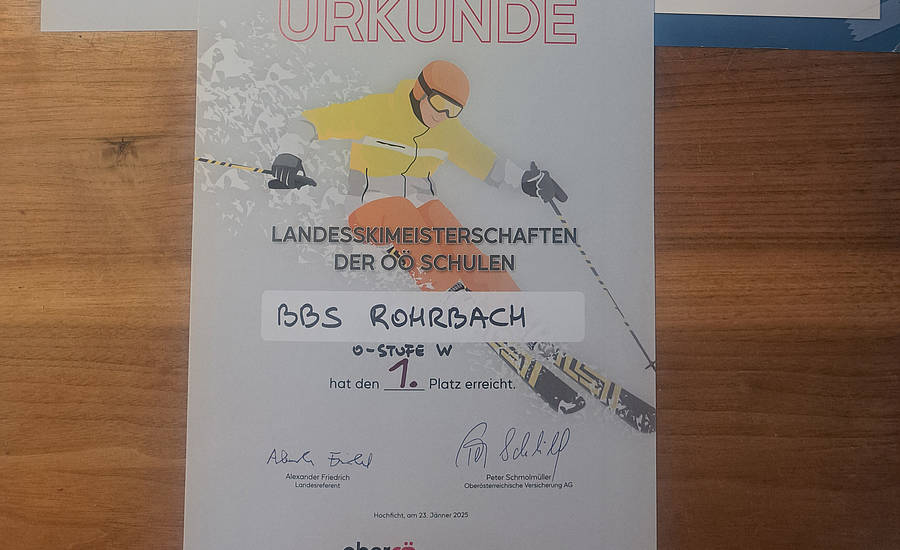 URKUNDE
LANDESSKIMEISTERSCHAFTEN
DER OÖ SCHULEN
BBS ROHRBACH
O-STUFE W
hat den 1. Platz erreicht.
Alexander Friedrich
Landesreferent
Peter Schmolmüller
Oberösterreichische Versicherung AG
Hochficht, am 23. Jänner 2025